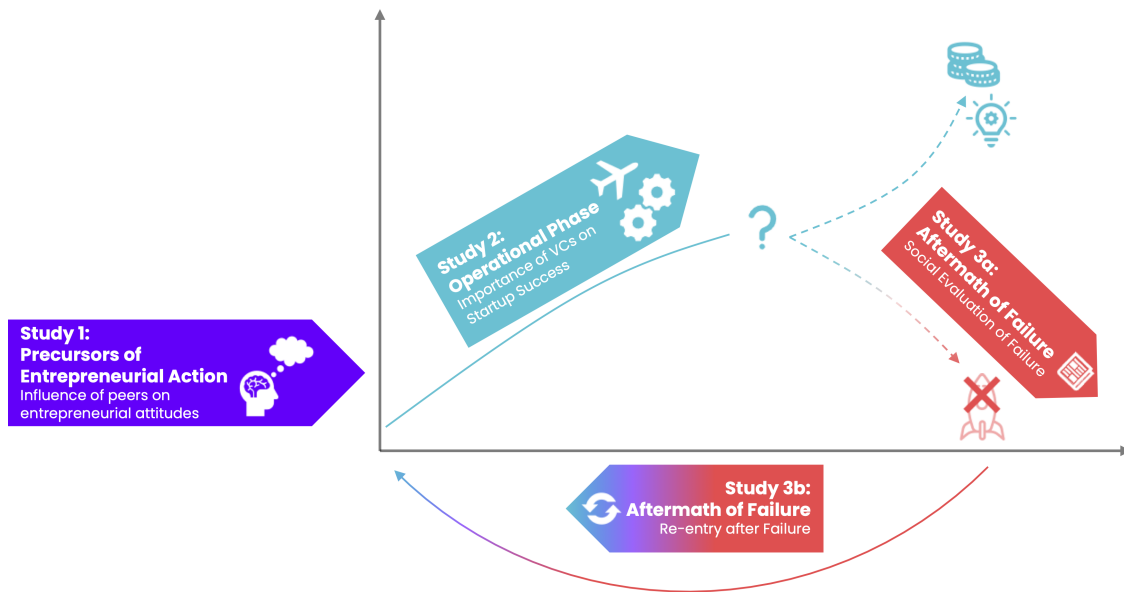 Study 1:
Precursors of
Entrepreneurial Action
Influence of peers on
entrepreneurial attitudes
Study 2:
Operational Phase
Importance of VCs on
Startup Success
?
Study 3a:
Aftermath of Failure
Social Evaluation of Failure
Study 3b:
Aftermath of Failure
Re-entry after Failure